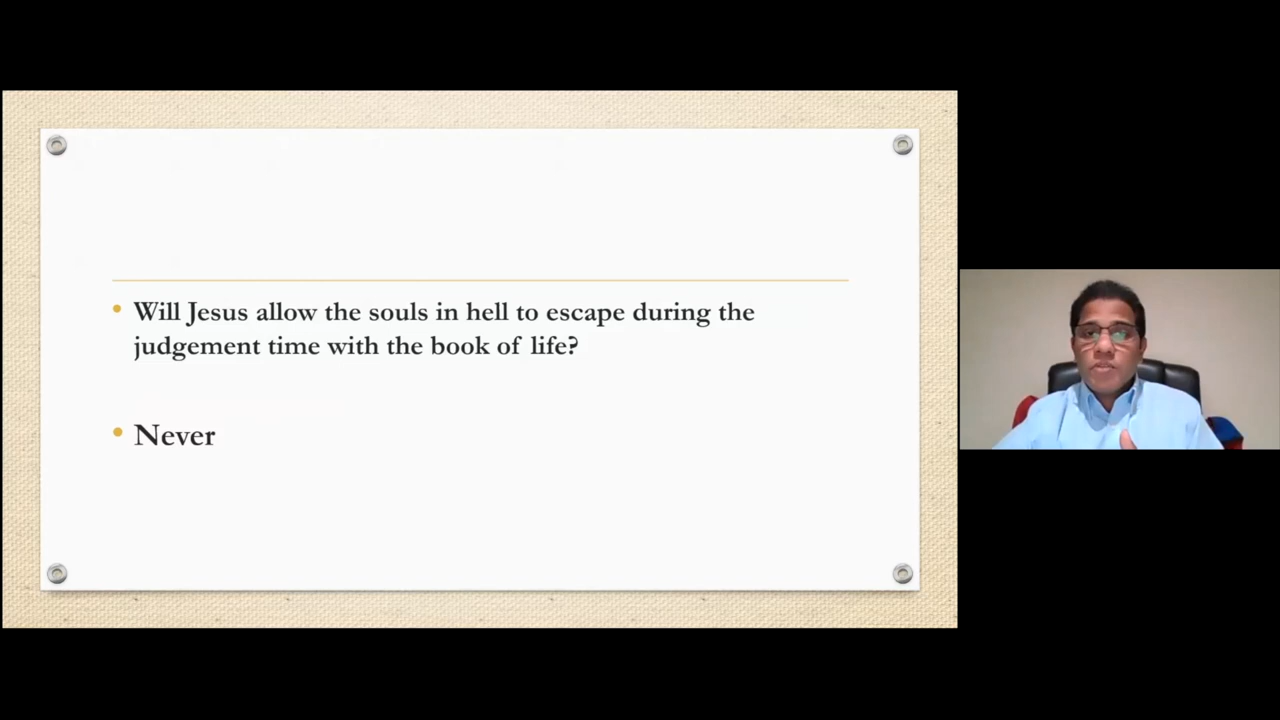 Will Jesus allow the souls in hell to escape during the
judgement time with the book of life?
Never